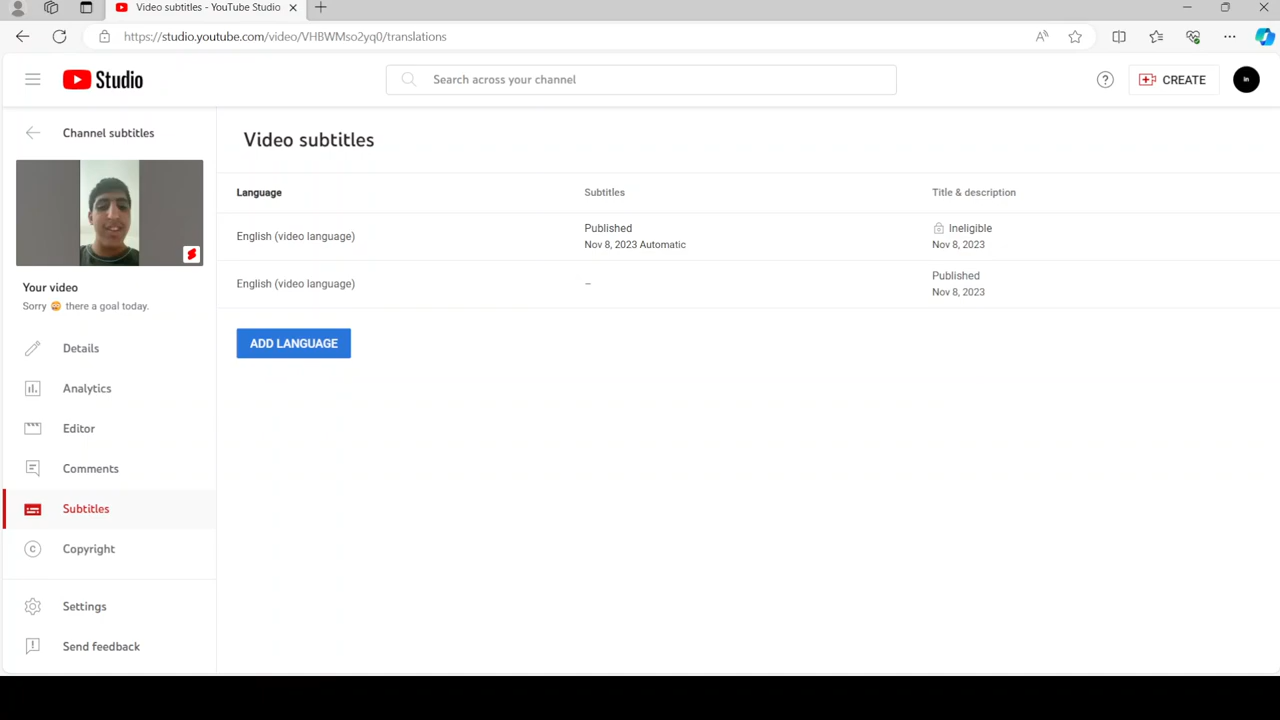 Video subtitles - YouTube Studio
https://studio.youtube.com/video/VHBWMso2yq0/translations
Studio
Search across your channel
CREATE
in
Channel subtitles
Your video
Sorry 😳 there a goal today.
Details
Analytics
Editor
Comments
Subtitles
Copyright
Settings
Send feedback
Video subtitles
Language Subtitles Title & description
English (video language) Published Ineligible
Nov 8, 2023 Automatic Nov 8, 2023
English (video language) – Published
Nov 8, 2023
ADD LANGUAGE